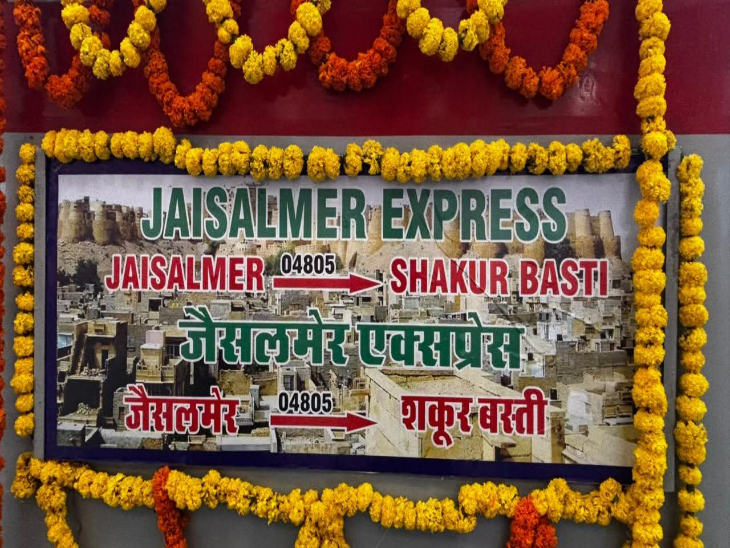 JAISALMER EXPRESS
JAISALMER 04805 SHAKUR BASTI
जैसलमेर एक्सप्रेस
जैसलमेर 04805 शकूर बस्ती